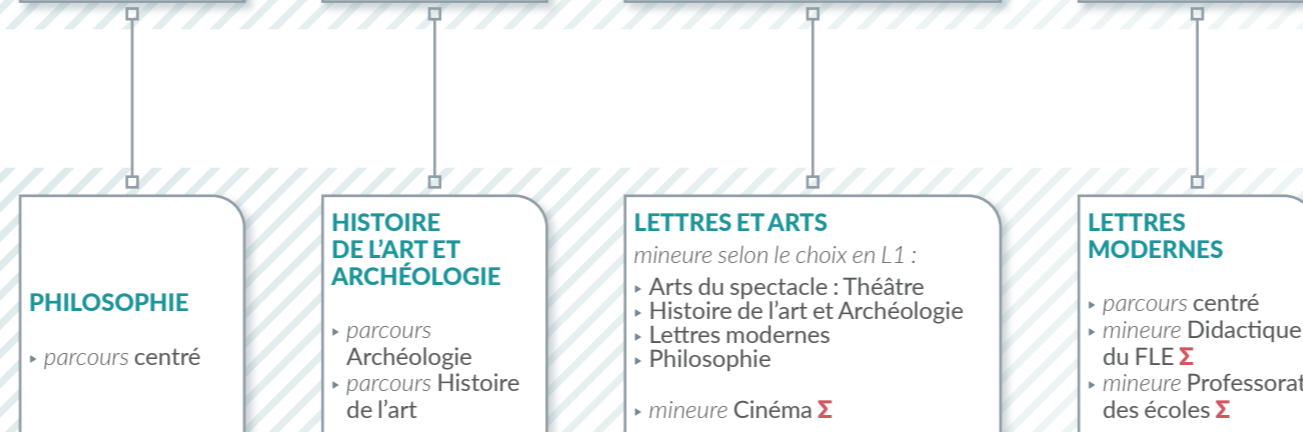 PHILOSOPHIE
▸ parcours centré
HISTOIRE
DE L'ART ET
ARCHÉOLOGIE
▸ parcours
Archéologie
▸ parcours Histoire
de l'art
LETTRES ET ARTS
mineure selon le choix en L1 :
▸ Arts du spectacle : Théâtre
▸ Histoire de l'art et Archéologie
▸ Lettres modernes
▸ Philosophie
▸ mineure Cinéma Σ
LETTRES
MODERNES
▸ parcours centré
▸ mineure Didactique
du FLE Σ
▸ mineure Professorat
des écoles Σ